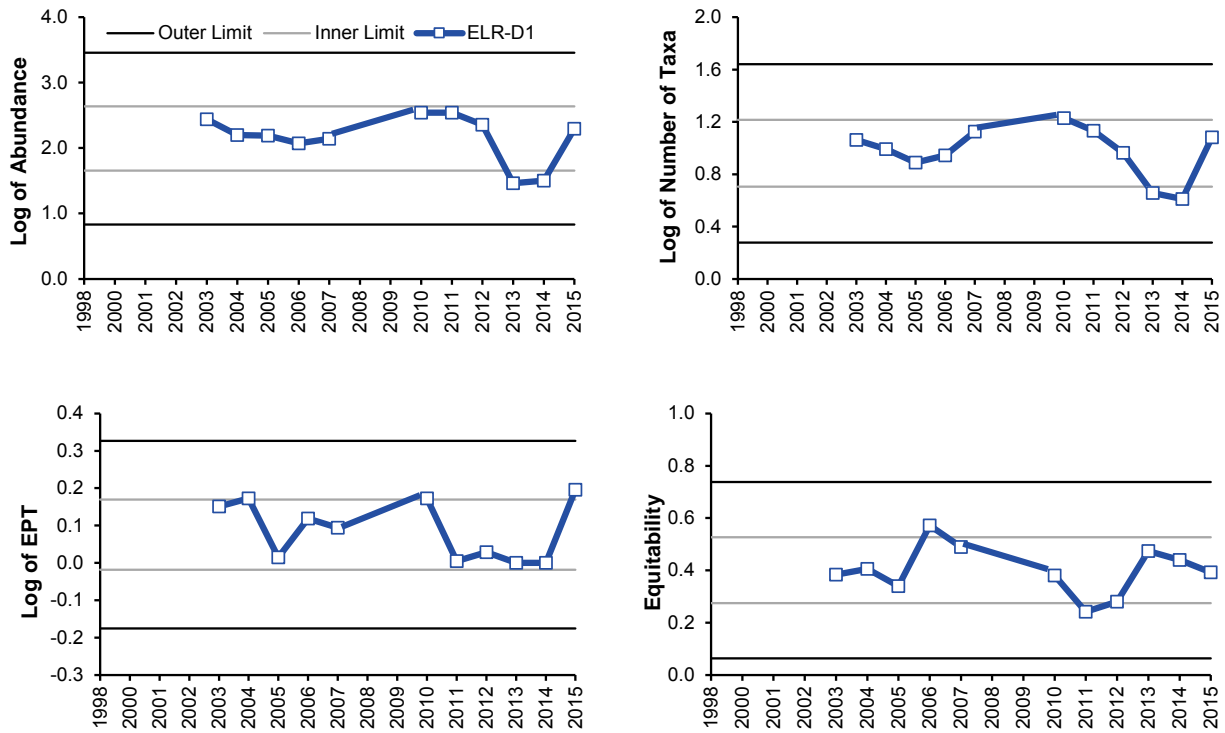 Outer Limit Inner Limit ELR-D1
Log of Abundance
4.0
3.0
2.0
1.0
0.0
1998 2000 2001 2002 2003 2004 2005 2006 2007 2008 2009 2010 2011 2012 2013 2014 2015
Log of Number of Taxa
2.0
1.6
1.2
0.8
0.4
0.0
1998 2000 2001 2002 2003 2004 2005 2006 2007 2008 2009 2010 2011 2012 2013 2014 2015
Log of EPT
0.4
0.3
0.2
0.1
0.0
-0.1
-0.2
-0.3
1998 2000 2001 2002 2003 2004 2005 2006 2007 2008 2009 2010 2011 2012 2013 2014 2015
Equitability
1.0
0.8
0.6
0.4
0.2
0.0
1998 2000 2001 2002 2003 2004 2005 2006 2007 2008 2009 2010 2011 2012 2013 2014 2015